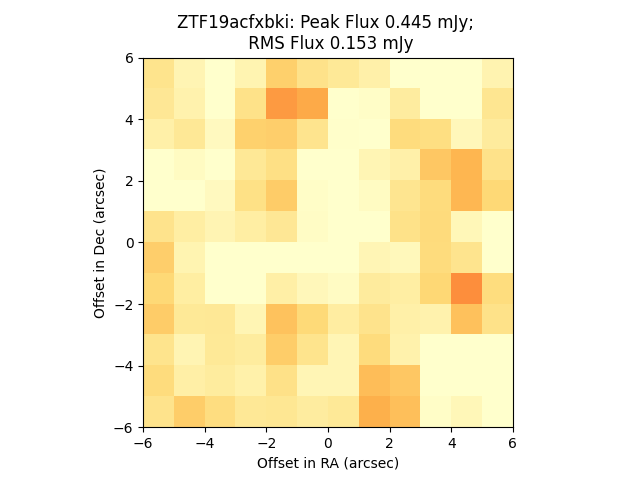 ZTF19acfxbki: Peak Flux 0.445 mJy;
RMS Flux 0.153 mJy
6
4
2
0
−2
−4
−6
Offset in Dec (arcsec)
−6 −4 −2 0 2 4 6
Offset in RA (arcsec)